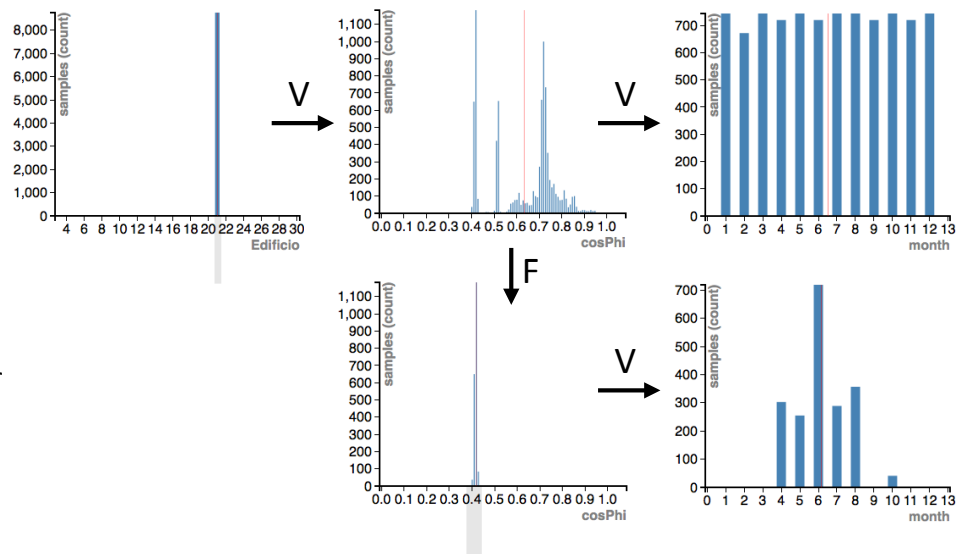 samples (count)
8,000
7,000
6,000
5,000
4,000
3,000
2,000
1,000
0
4 6 8 10 12 14 16 18 20 22 24 26 28 30
Edificio
V
samples (count)
1,100
1,000
900
800
700
600
500
400
300
200
100
0
0.0 0.1 0.2 0.3 0.4 0.5 0.6 0.7 0.8 0.9 1.0
cosPhi
V
samples (count)
700
600
500
400
300
200
100
0
0 1 2 3 4 5 6 7 8 9 10 11 12 13
month
F
samples (count)
1,100
1,000
900
800
700
600
500
400
300
200
100
0
0.0 0.1 0.2 0.3 0.4 0.5 0.6 0.7 0.8 0.9 1.0
cosPhi
V
samples (count)
700
600
500
400
300
200
100
0
0 1 2 3 4 5 6 7 8 9 10 11 12 13
month